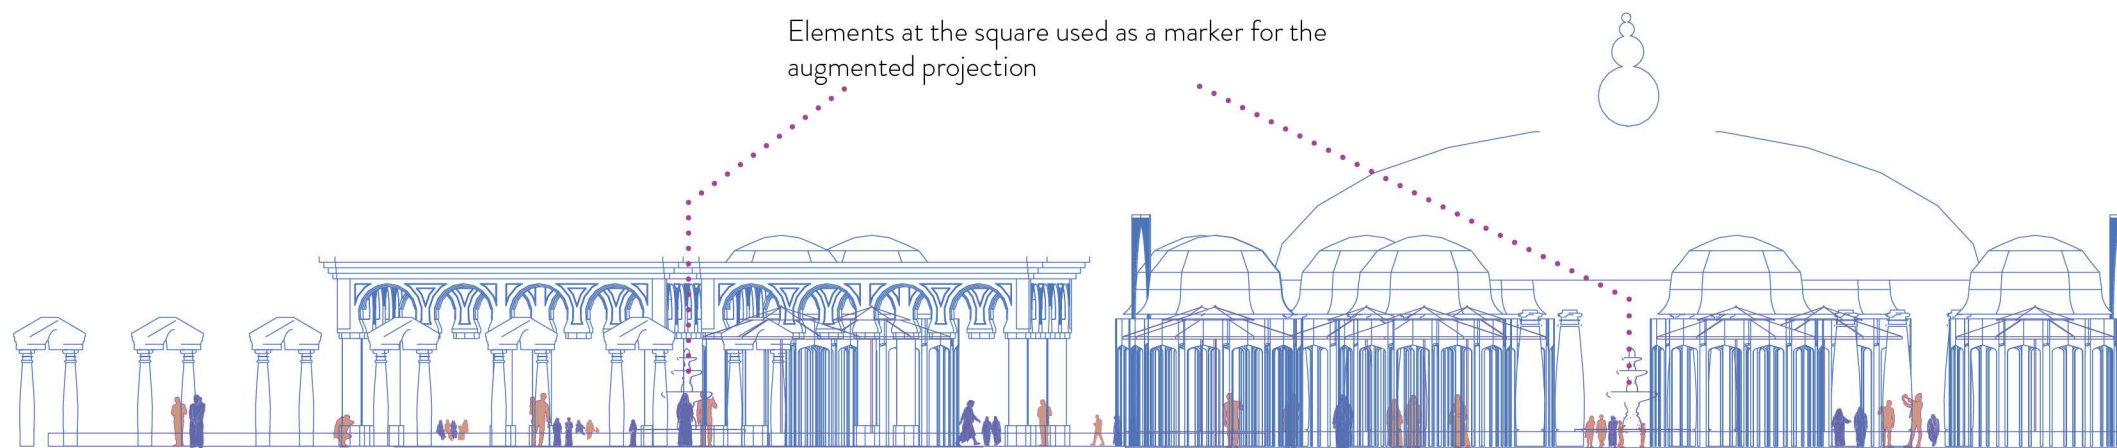 Elements at the square used as a marker for the
augmented projection